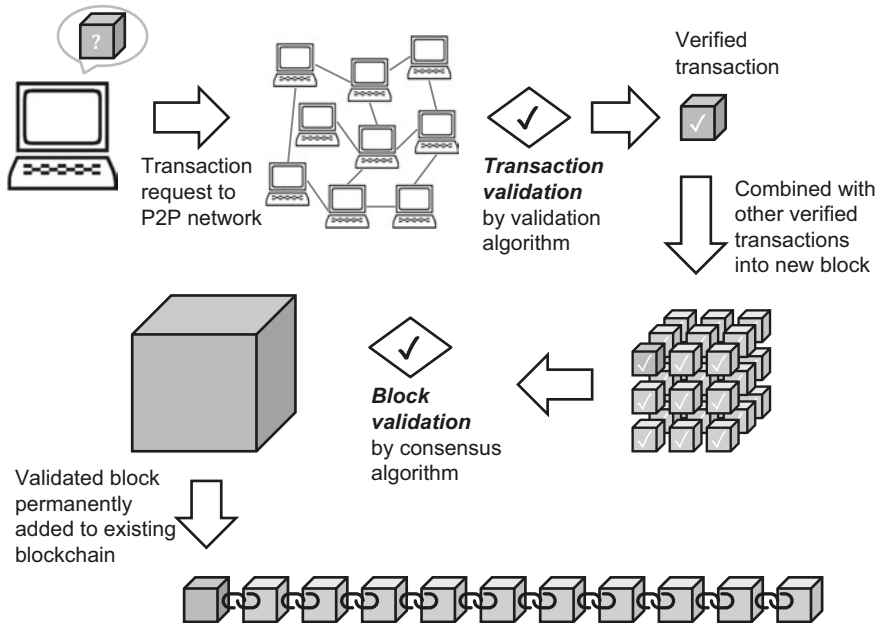 ?
Transaction
request to
P2P network
Transaction
validation
by validation
algorithm
Verified
transaction
Combined with
other verified
transactions
into new block
Block
validation
by consensus
algorithm
Validated block
permanently
added to existing
blockchain